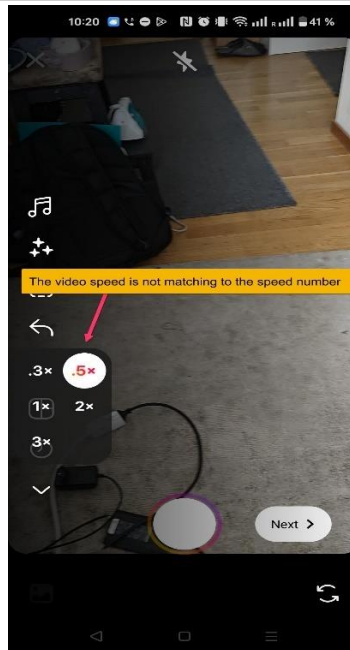 10:20 41 %
The video speed is not matching to the speed number
.3× .5×
1× 2×
3×
Next >